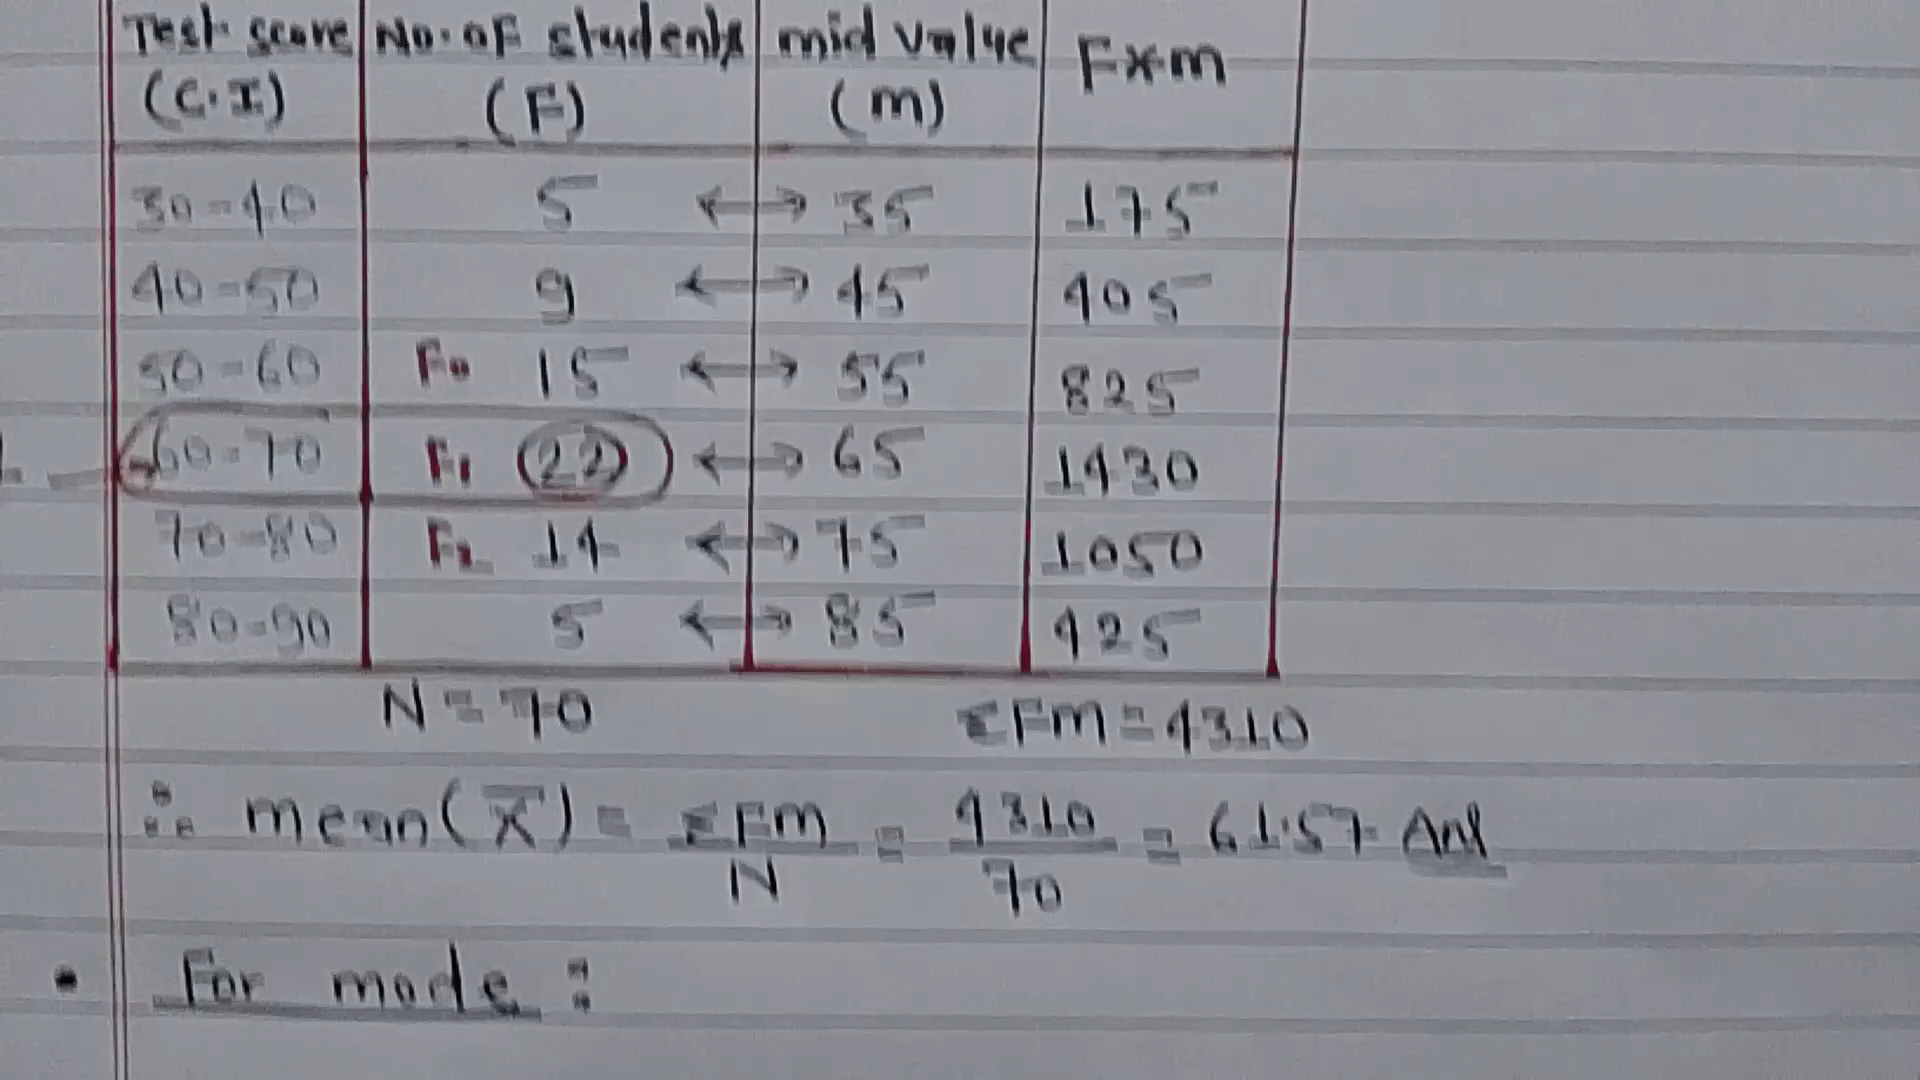 Test score No. of students mid value F×m
(C.I) (F) (m)
30-40 5 ↔ 35 175
40-50 9 ↔ 45 405
50-60 F₀ 15 ↔ 55 825
60-70 F₁ 22 ↔ 65 1430
70-80 F₂ 14 ↔ 75 1050
80-90 5 ↔ 85 425
N = 70 ΣFM = 4310
∴ mean (X̅) = ΣFM/N = 4310/70 = 61.57 Ans
• For mode :